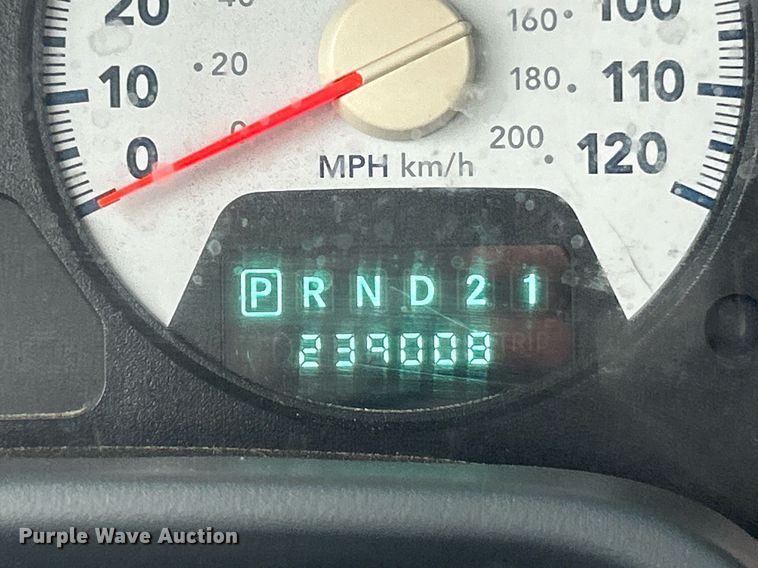 20 40 160 100
10 20 180 110
0 0 200 120
MPH km/h
P R N D 2 1
239008 TRIP
Purple Wave Auction